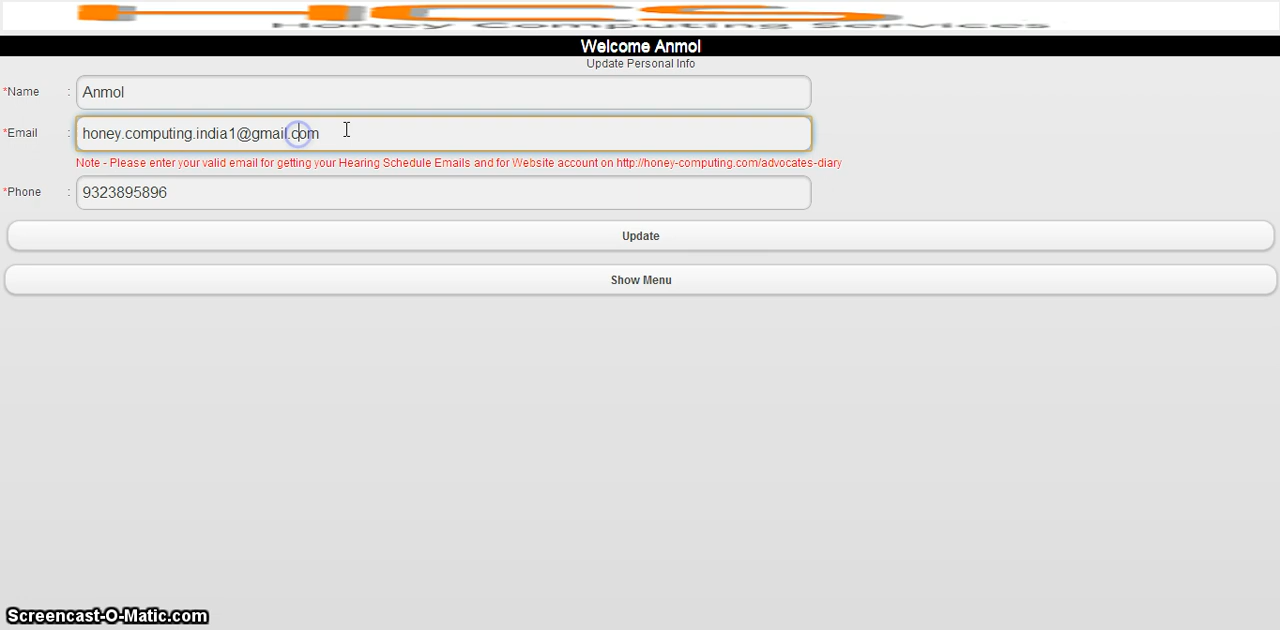 HCS
Honey Computing Services
Welcome Anmol
Update Personal Info
*Name : Anmol
*Email : honey.computing.india1@gmail.com
Note - Please enter your valid email for getting your Hearing Schedule Emails and for Website account on http://honey-computing.com/advocates-diary
*Phone : 9323895896
Update
Show Menu
Screencast-O-Matic.com